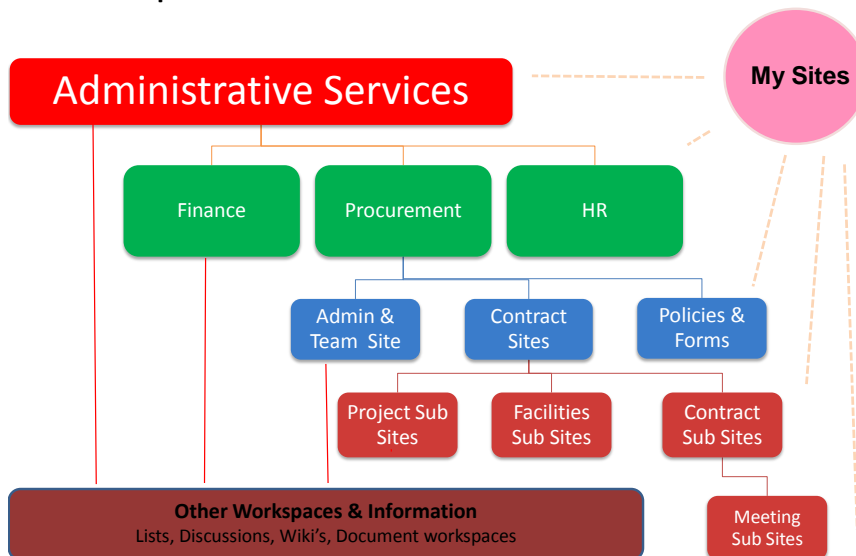 Administrative Services
My Sites
Finance
Procurement
HR
Admin &
Team Site
Contract
Sites
Policies &
Forms
Project Sub
Sites
Facilities
Sub Sites
Contract
Sub Sites
Other Workspaces & Information
Lists, Discussions, Wiki's, Document workspaces
Meeting
Sub Sites